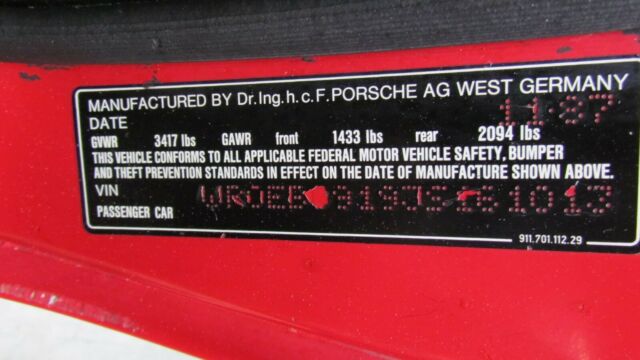 MANUFACTURED BY Dr.Ing.h.c.F.PORSCHE AG WEST GERMANY
DATE 11 87
GVWR 3417 lbs GAWR front 1433 lbs rear 2094 lbs
THIS VEHICLE CONFORMS TO ALL APPLICABLE FEDERAL MOTOR VEHICLE SAFETY, BUMPER
AND THEFT PREVENTION STANDARDS IN EFFECT ON THE DATE OF MANUFACTURE SHOWN ABOVE.
VIN
PASSENGER CAR
911.701.112.29